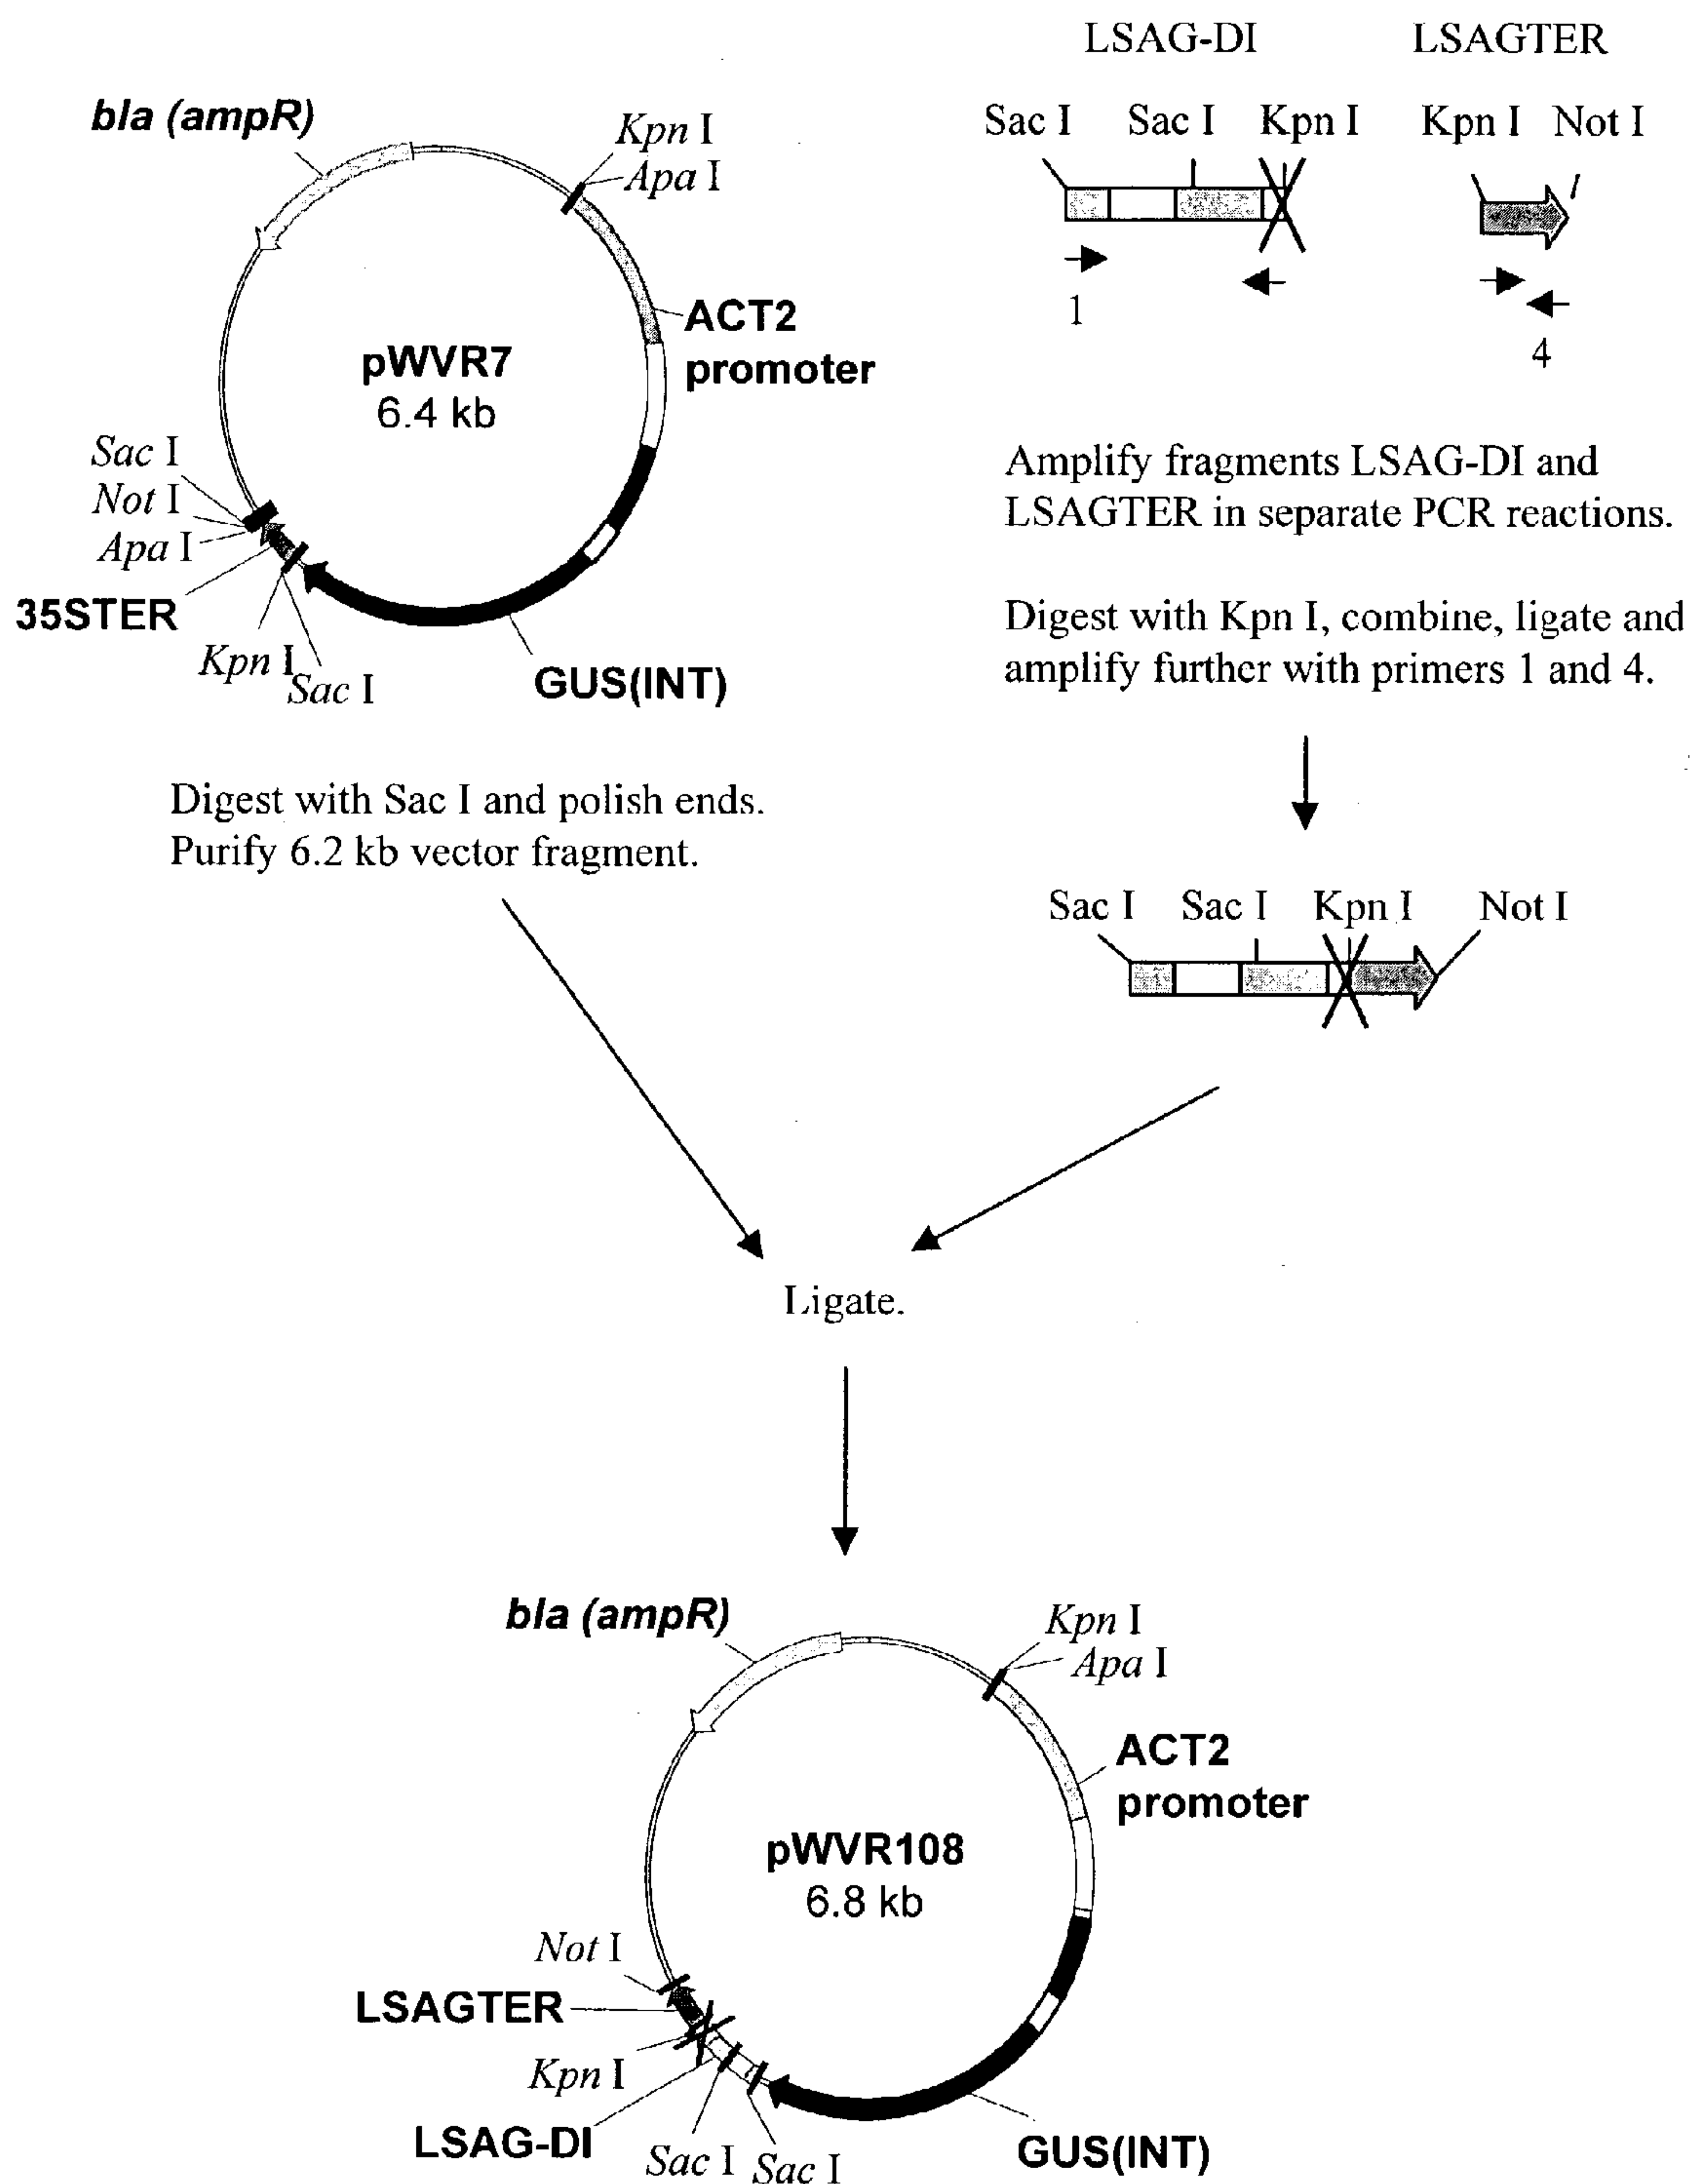 LSAG-DI LSAGTER
Sac I Sac I Kpn I Kpn I Not I
1
4
bla (ampR)
Kpn I
Apa I
ACT2
promoter
pWVR7
6.4 kb
Sac I
Not I
Apa I
35STER
Kpn I
Sac I
GUS(INT)
Amplify fragments LSAG-DI and
LSAGTER in separate PCR reactions.
Digest with Kpn I, combine, ligate and
amplify further with primers 1 and 4.
Digest with Sac I and polish ends.
Purify 6.2 kb vector fragment.
Sac I Sac I Kpn I Not I
Ligate.
bla (ampR)
Kpn I
Apa I
ACT2
promoter
pWVR108
6.8 kb
Not I
LSAGTER
Kpn I
LSAG-DI
Sac I Sac I
GUS(INT)